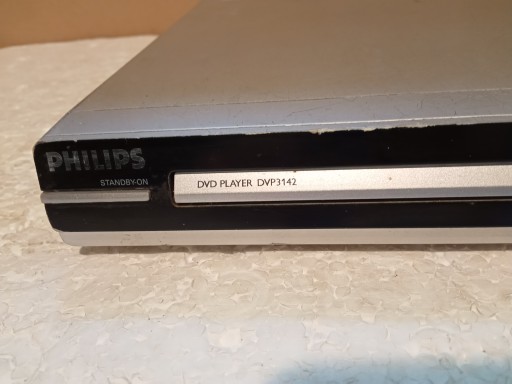 PHILIPS
STANDBY-ON
DVD PLAYER DVP3142